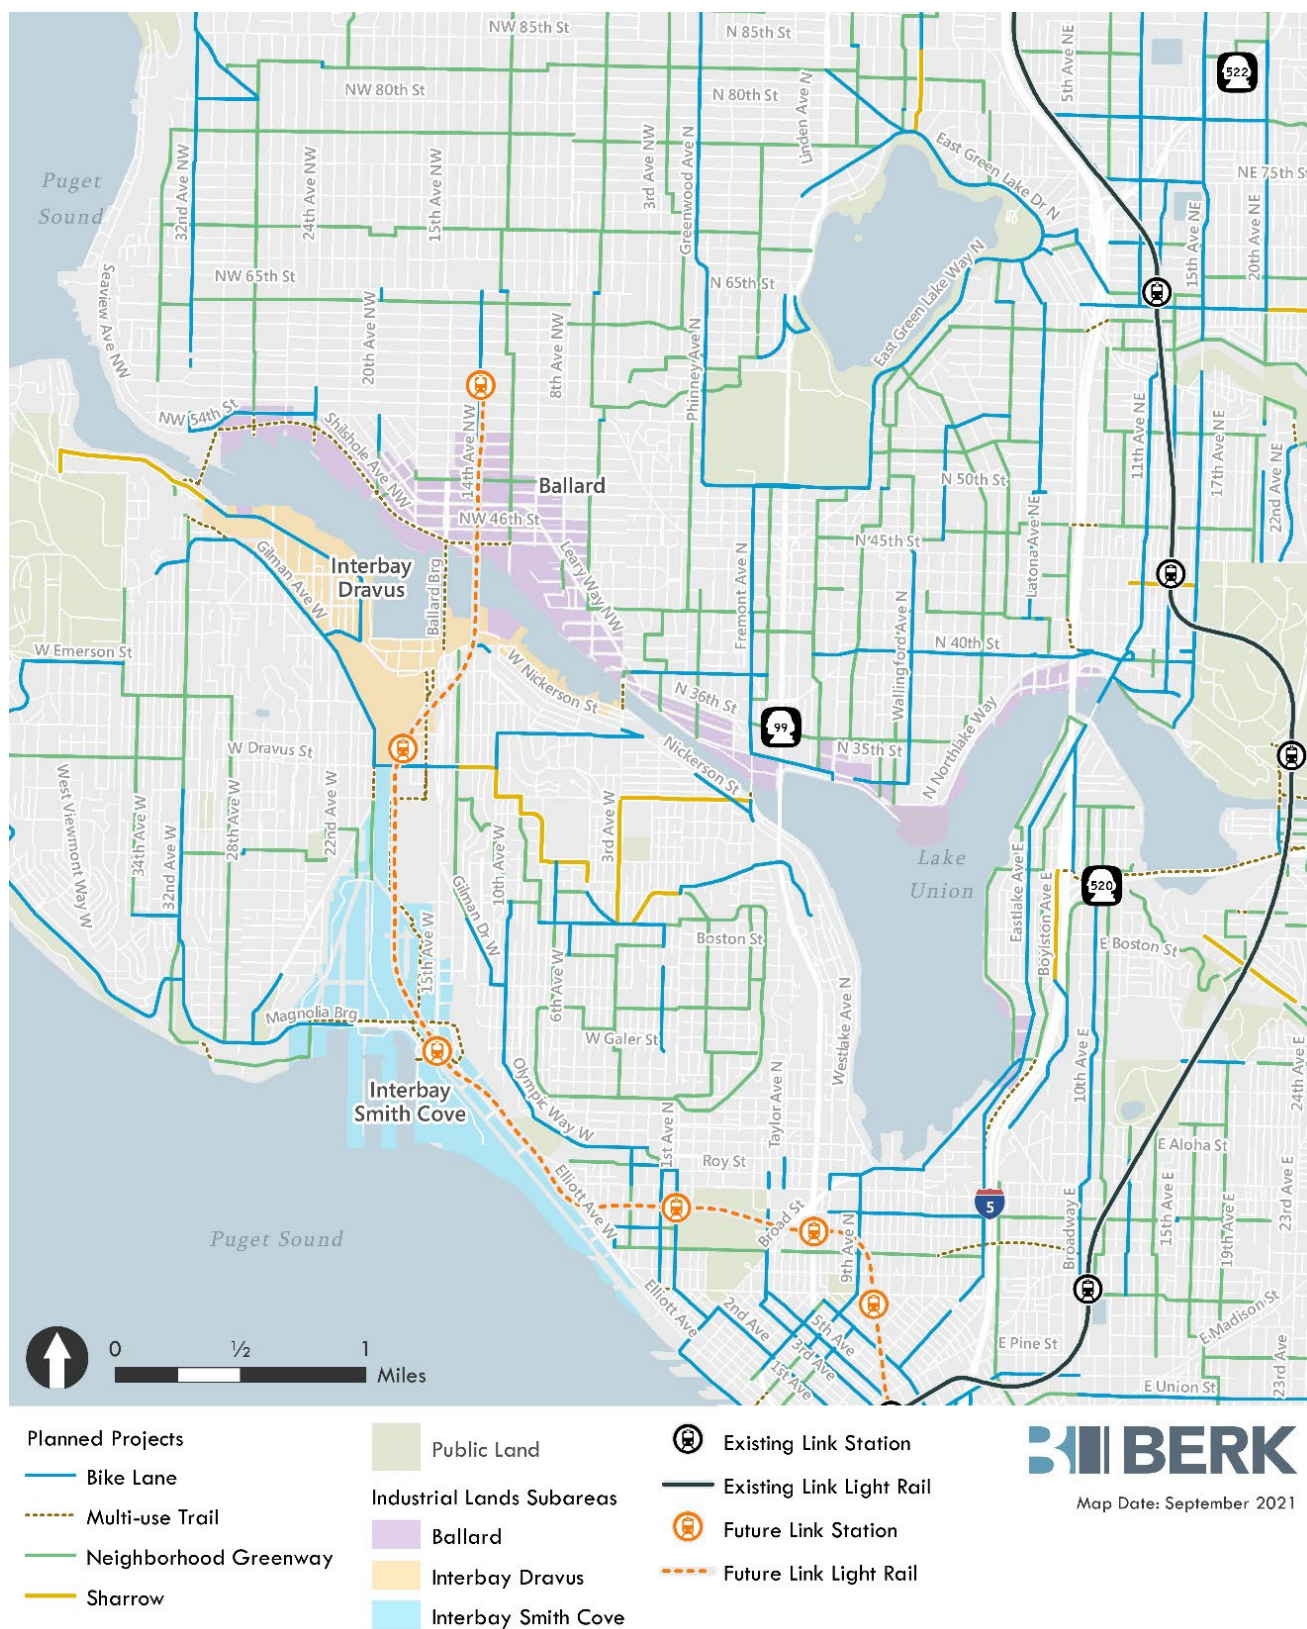 NW 85th St
N 85th St
5th Ave NE
522
NW 80th St
N 80th St
Linden Ave N
East Green Lake Dr N
NE 75th St
Puget
Sound
32nd Ave NW
24th Ave NW
15th Ave NW
3rd Ave NW
Greenwood Ave N
15th Ave NE
20th Ave NE
NW 65th St
N 65th St
Seaview Ave NW
20th Ave NW
8th Ave NW
Phinney Ave N
East Green Lake Way N
NW 54th St
Shilshole Ave NW
14th Ave NW
Ballard
NW 46th St
N 50th St
11th Ave NE
17th Ave NE
22nd Ave NE
Latona Ave NE
N 45th St
Interbay
Dravus
Gilman Ave W
Ballard Brg
Leary Way NW
Fremont Ave N
Wallingford Ave N
W Emerson St
W Nickerson St
N 40th St
N 36th St
99
N 35th St
N Northlake Way
W Dravus St
Nickerson St
West Viewmont Way W
34th Ave W
32nd Ave W
28th Ave W
22nd Ave W
10th Ave W
3rd Ave W
Lake
Union
Eastlake Ave E
Boylston Ave E
520
Gilman Dr W
15th Ave W
6th Ave W
Boston St
E Boston St
Magnolia Brg
W Galer St
Westlake Ave N
10th Ave E
24th Ave E
Interbay
Smith Cove
Olympic Way W
1st Ave N
Taylor Ave N
Roy St
E Aloha St
Elliott Ave W
Broad St
9th Ave N
5
Broadway E
15th Ave E
19th Ave E
23rd Ave E
Puget Sound
Elliott Ave
2nd Ave
5th Ave
3rd Ave
1st Ave
E Pine St
E Madison St
E Union St
23rd Ave
0 ½ 1
Miles
Planned Projects
Bike Lane
Multi-use Trail
Neighborhood Greenway
Sharrow
Public Land
Industrial Lands Subareas
Ballard
Interbay Dravus
Interbay Smith Cove
Existing Link Station
Existing Link Light Rail
Future Link Station
Future Link Light Rail
BERK
Map Date: September 2021